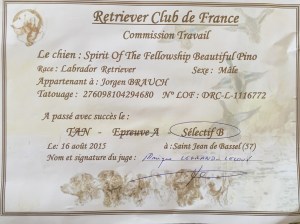 Retriever Club de France
Commission Travail
Le chien : Spirit Of The Fellowship Beautiful Pino
Race : Labrador Retriever Sexe : Mâle
Appartenant à : Jorgen BRAUCH
Tatouage : 276098104294680 N° LOF : DRC-L-1116772
A passé avec succès le :
TAN - Epreuve A - Sélectif B
Le: 16 août 2015 à : Saint Jean de Bassel (57)
Nom et signature du juge :